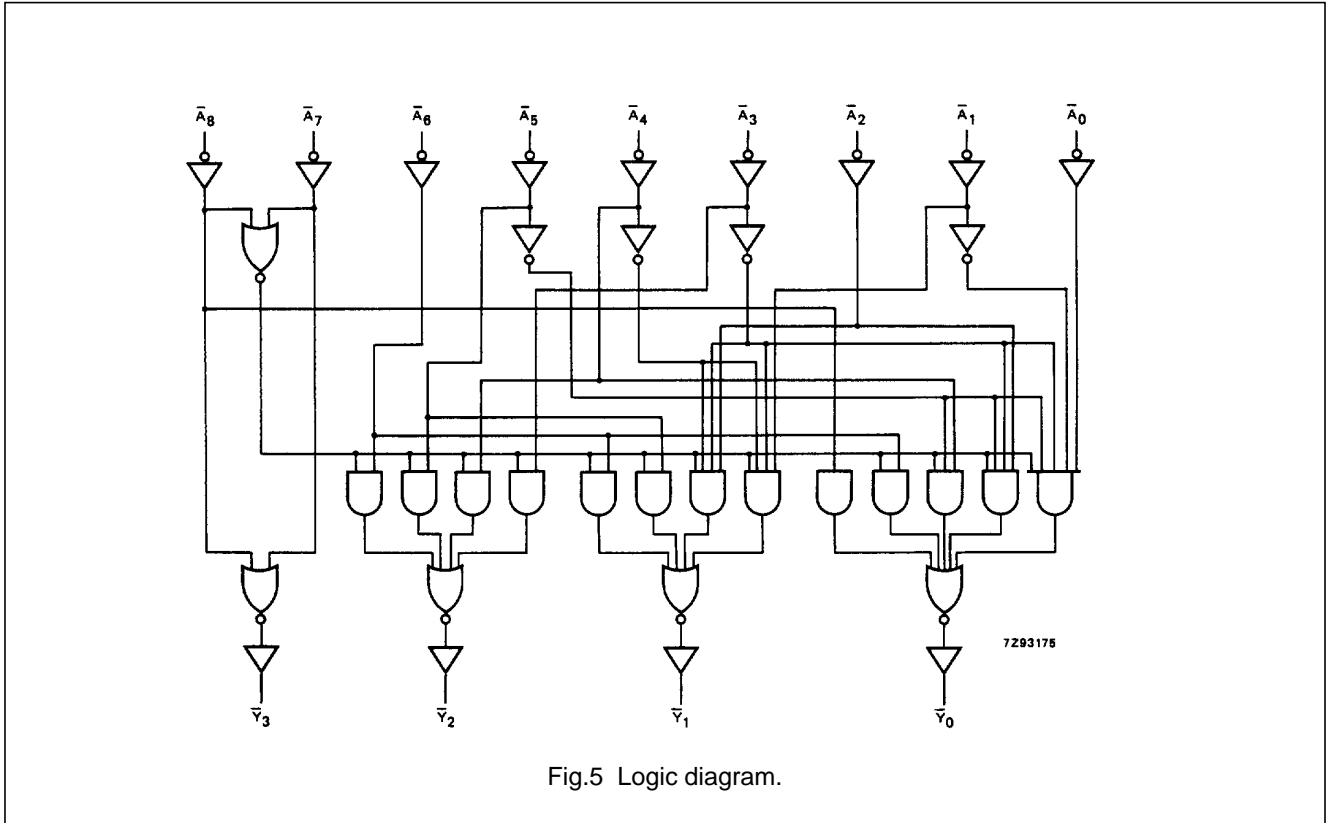 Ā₈ Ā₇ Ā₆ Ā₅ Ā₄ Ā₃ Ā₂ Ā₁ Ā₀
7Z93175
Ȳ₃ Ȳ₂ Ȳ₁ Ȳ₀
Fig.5 Logic diagram.